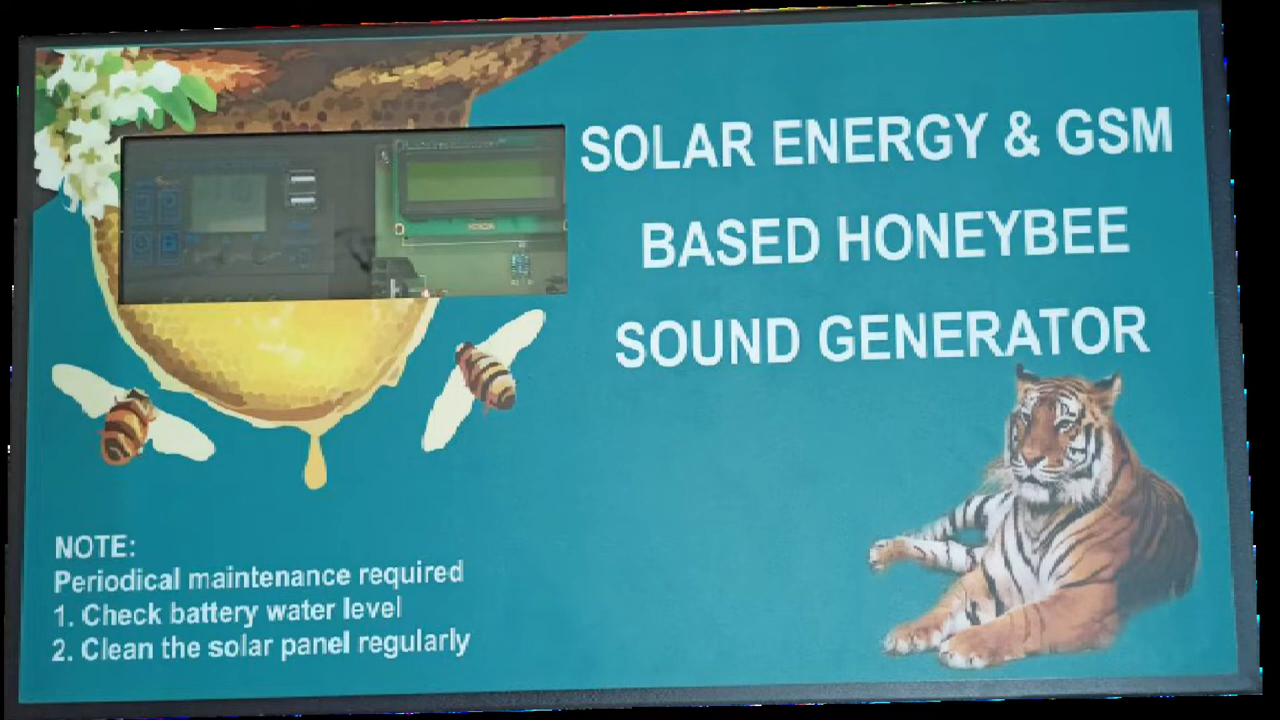 SOLAR ENERGY & GSM
BASED HONEYBEE
SOUND GENERATOR
NOTE:
Periodical maintenance required
1. Check battery water level
2. Clean the solar panel regularly